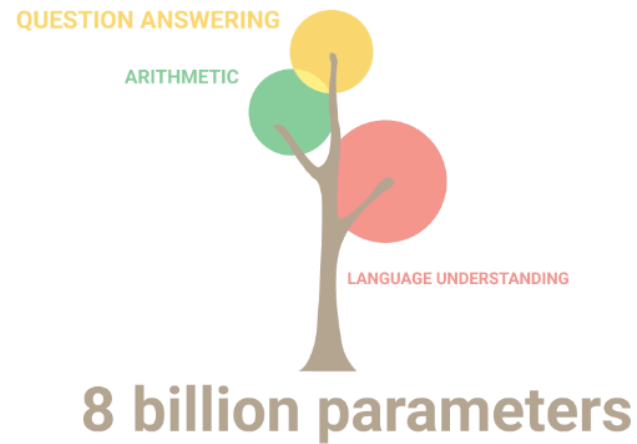 QUESTION ANSWERING
ARITHMETIC
LANGUAGE UNDERSTANDING
8 billion parameters